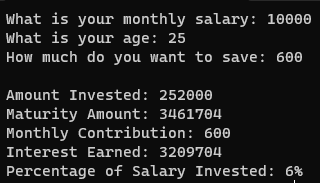 What is your monthly salary: 10000
What is your age: 25
How much do you want to save: 600
Amount Invested: 252000
Maturity Amount: 3461704
Monthly Contribution: 600
Interest Earned: 3209704
Percentage of Salary Invested: 6%